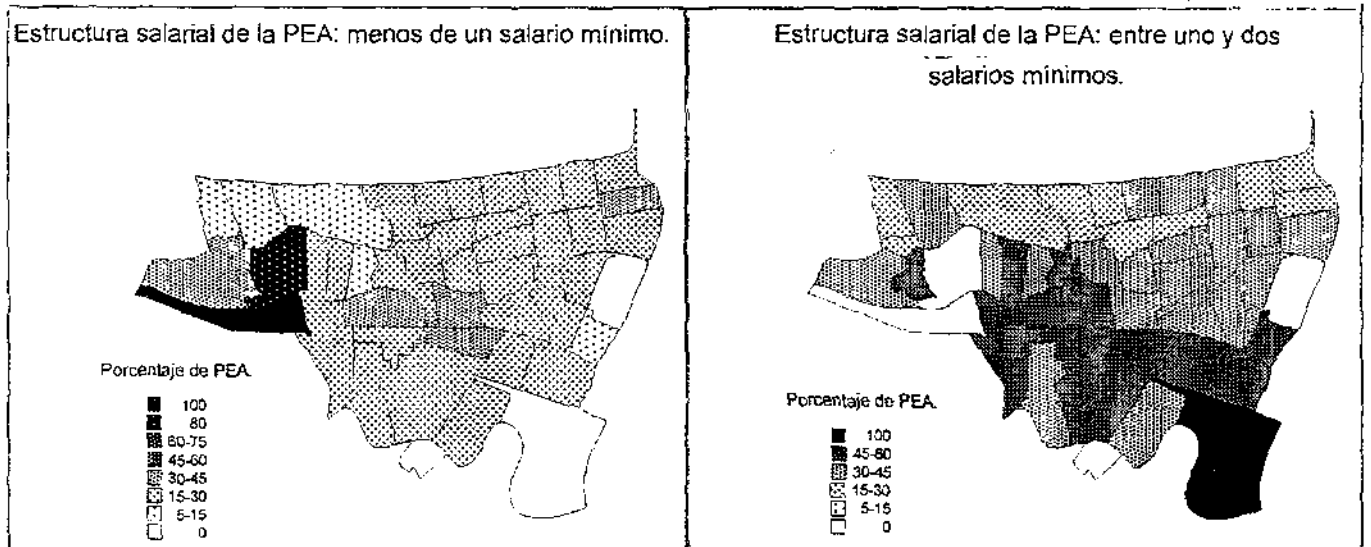 Estructura salarial de la PEA: menos de un salario mínimo.
Porcentaje de PEA.
100
80
60-75
45-60
30-45
15-30
5-15
0
Estructura salarial de la PEA: entre uno y dos
salarios mínimos.
Porcentaje de PEA.
100
45-60
30-45
15-30
5-15
0